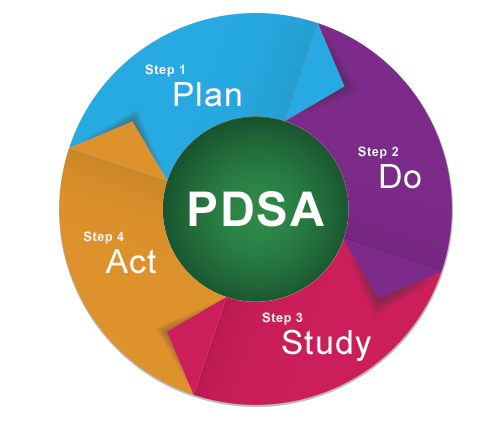 Step 1
Plan
Step 2
Do
PDSA
Step 4
Act
Step 3
Study